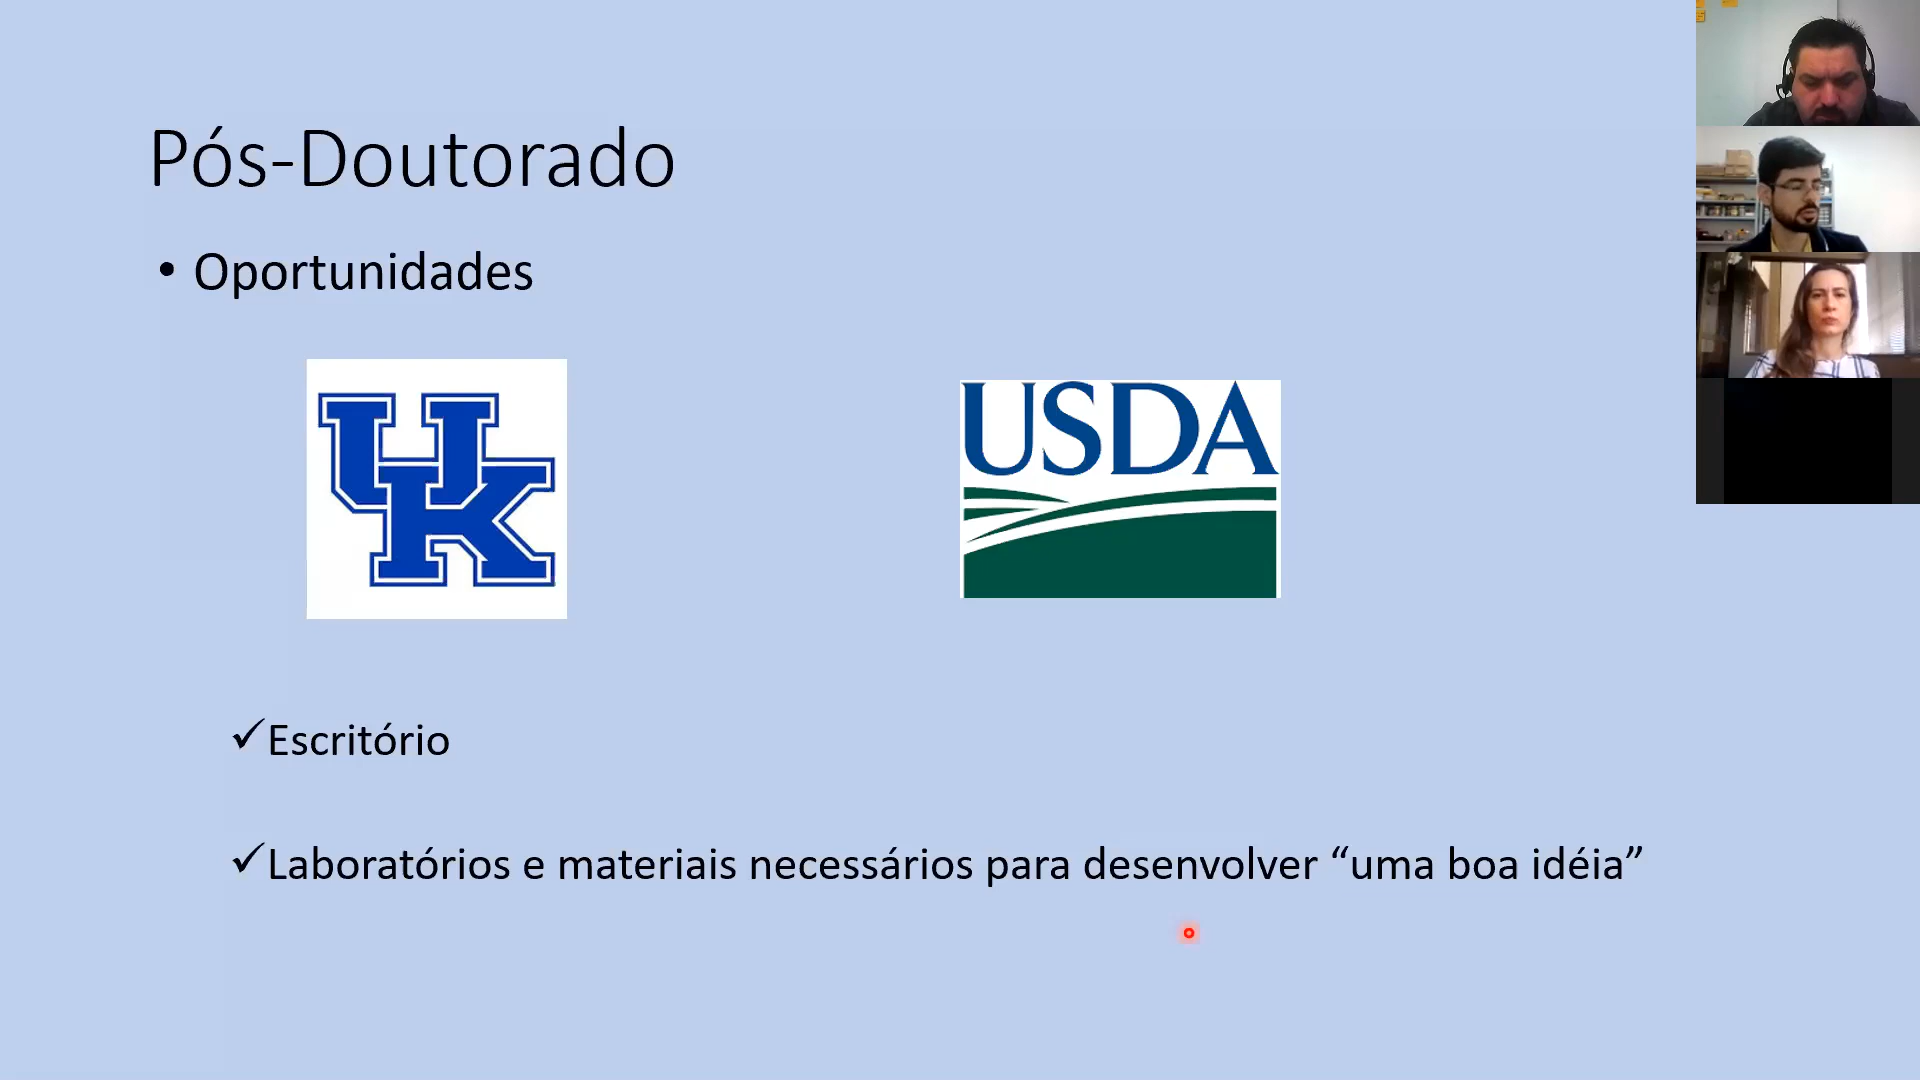 Pós-Doutorado
• Oportunidades
UK
USDA
✓Escritório
✓Laboratórios e materiais necessários para desenvolver “uma boa idéia”